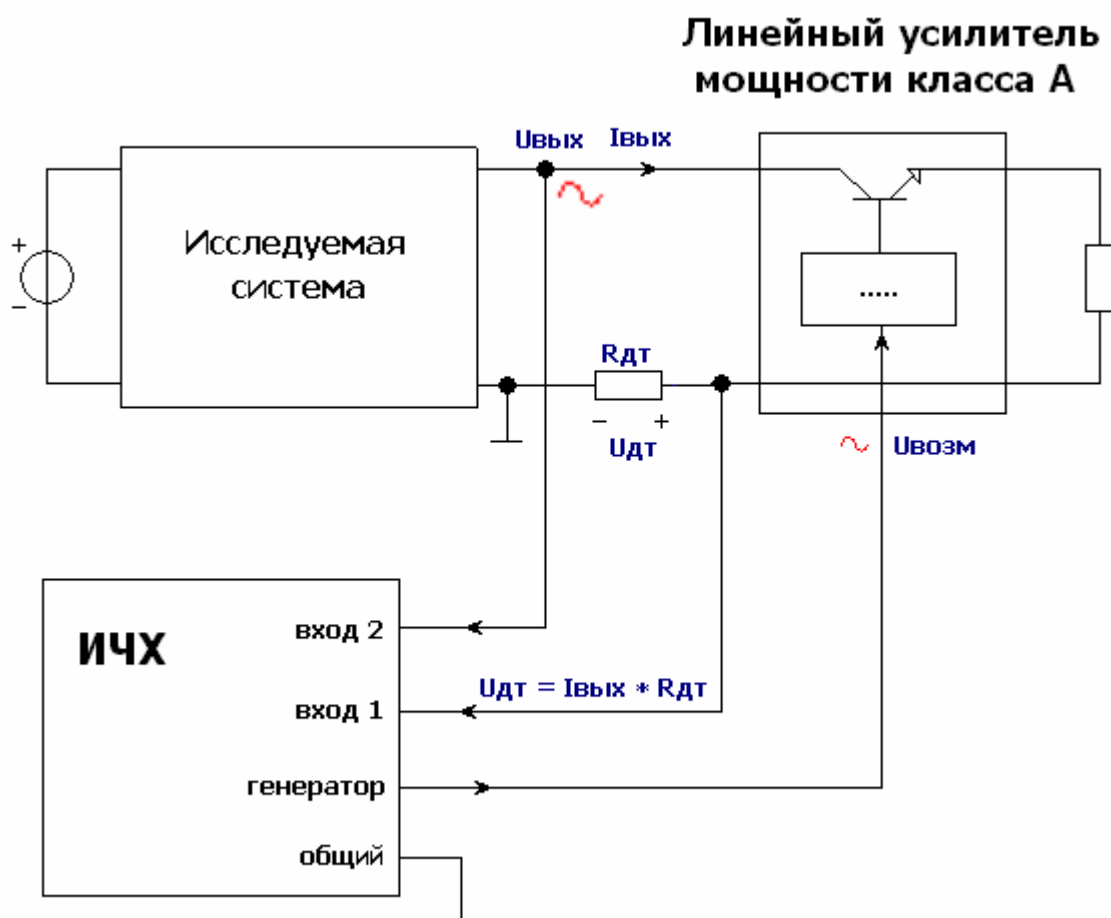 Линейный усилитель
мощности класса А
Uвых Iвых
+
−
Исследуемая
система
.....
Rдт
− +
Uдт
Uвозм
ИЧХ
вход 2
Uдт = Iвых * Rдт
вход 1
генератор
общий